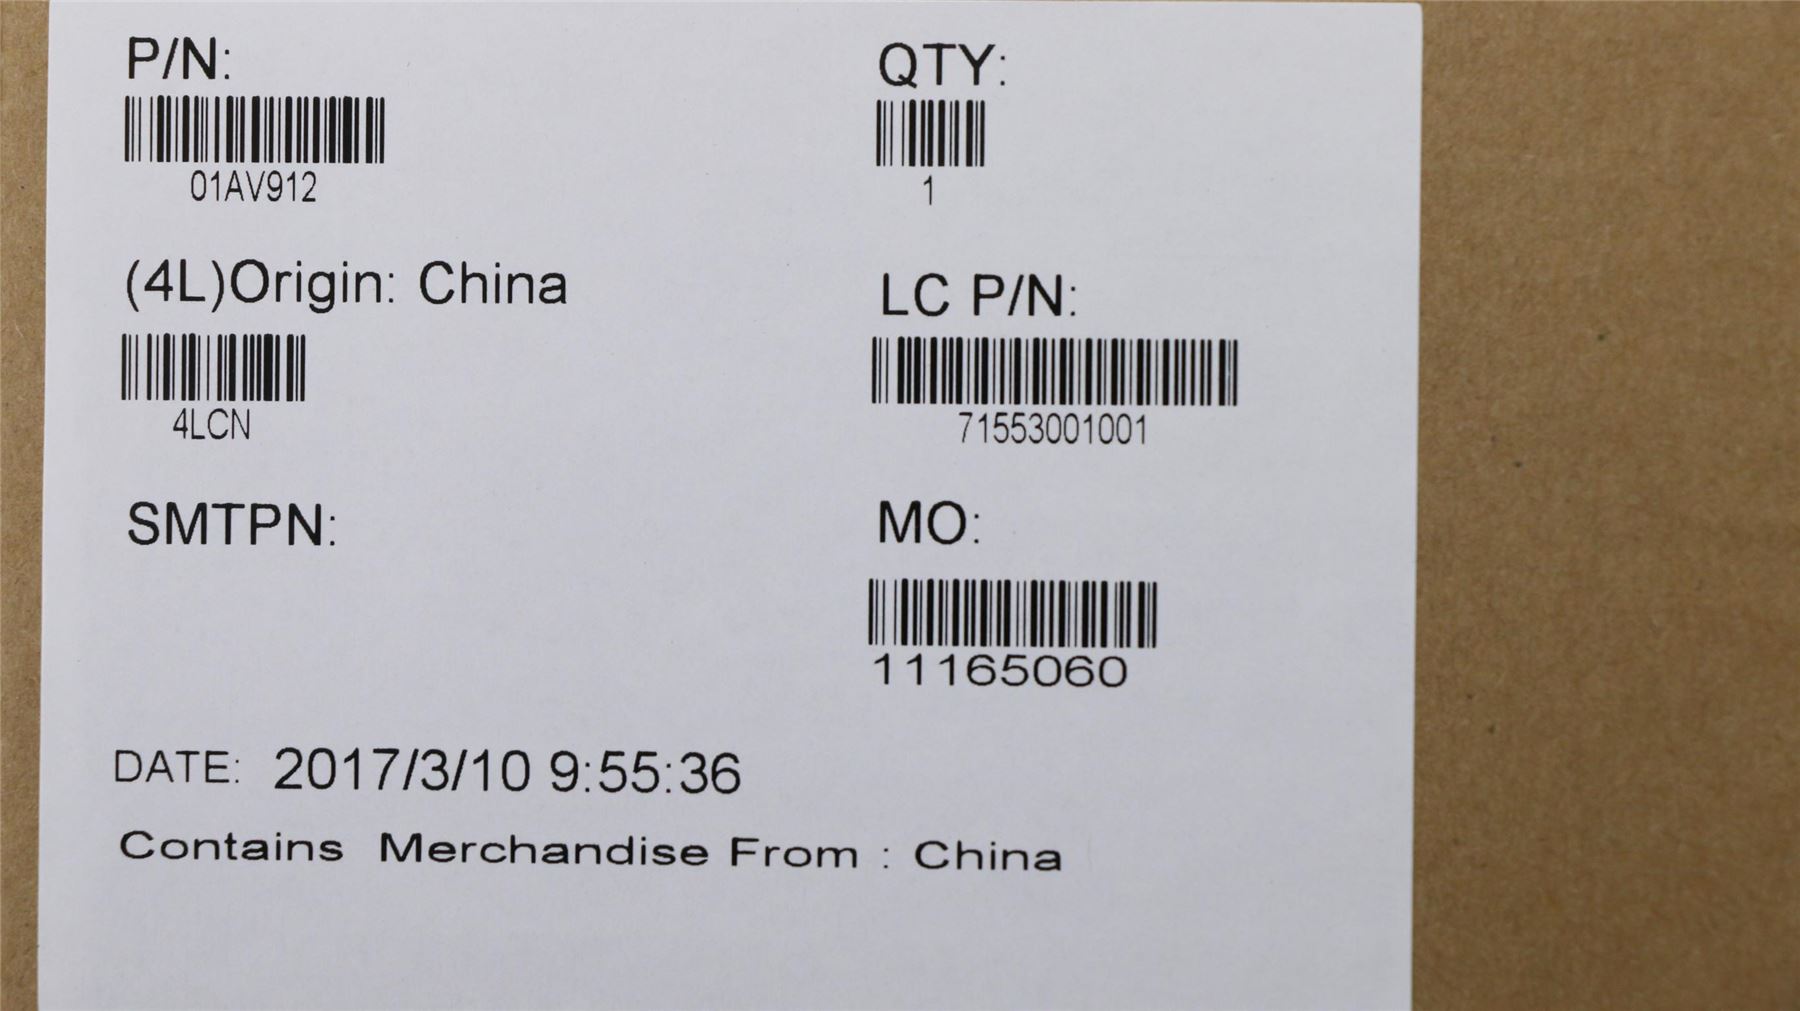 P/N:
01AV912
QTY:
1
(4L)Origin: China
4LCN
LC P/N:
71553001001
SMTPN:
MO:
11165060
DATE: 2017/3/10 9:55:36
Contains Merchandise From : China